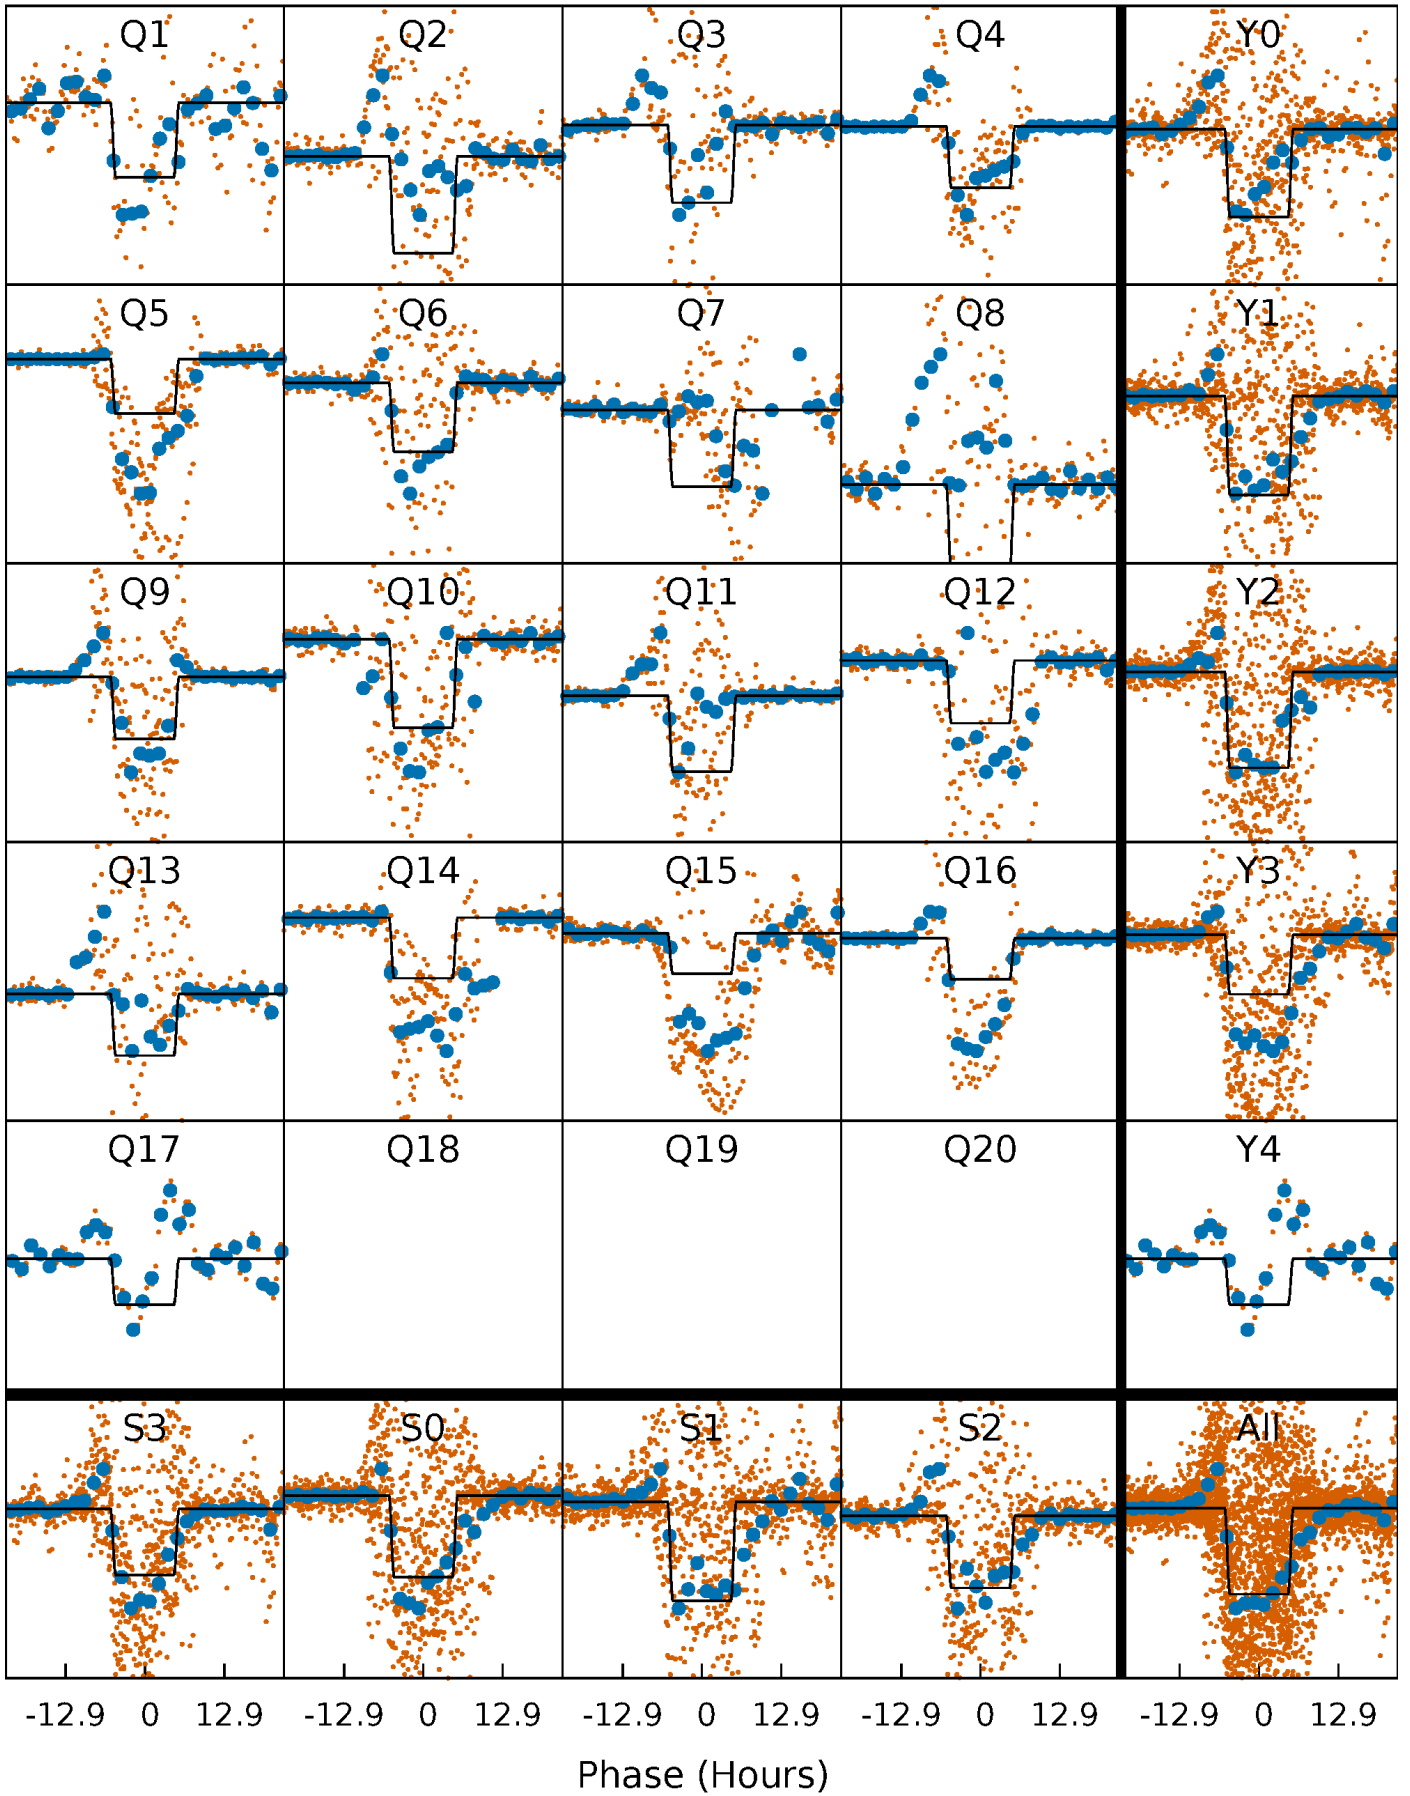 Q1 Q2 Q3 Q4 Y0
Q5 Q6 Q7 Q8 Y1
Q9 Q10 Q11 Q12 Y2
Q13 Q14 Q15 Q16 Y3
Q17 Q18 Q19 Q20 Y4
S3 S0 S1 S2 All
-12.9 0 12.9 -12.9 0 12.9 -12.9 0 12.9 -12.9 0 12.9 -12.9 0 12.9
Phase (Hours)